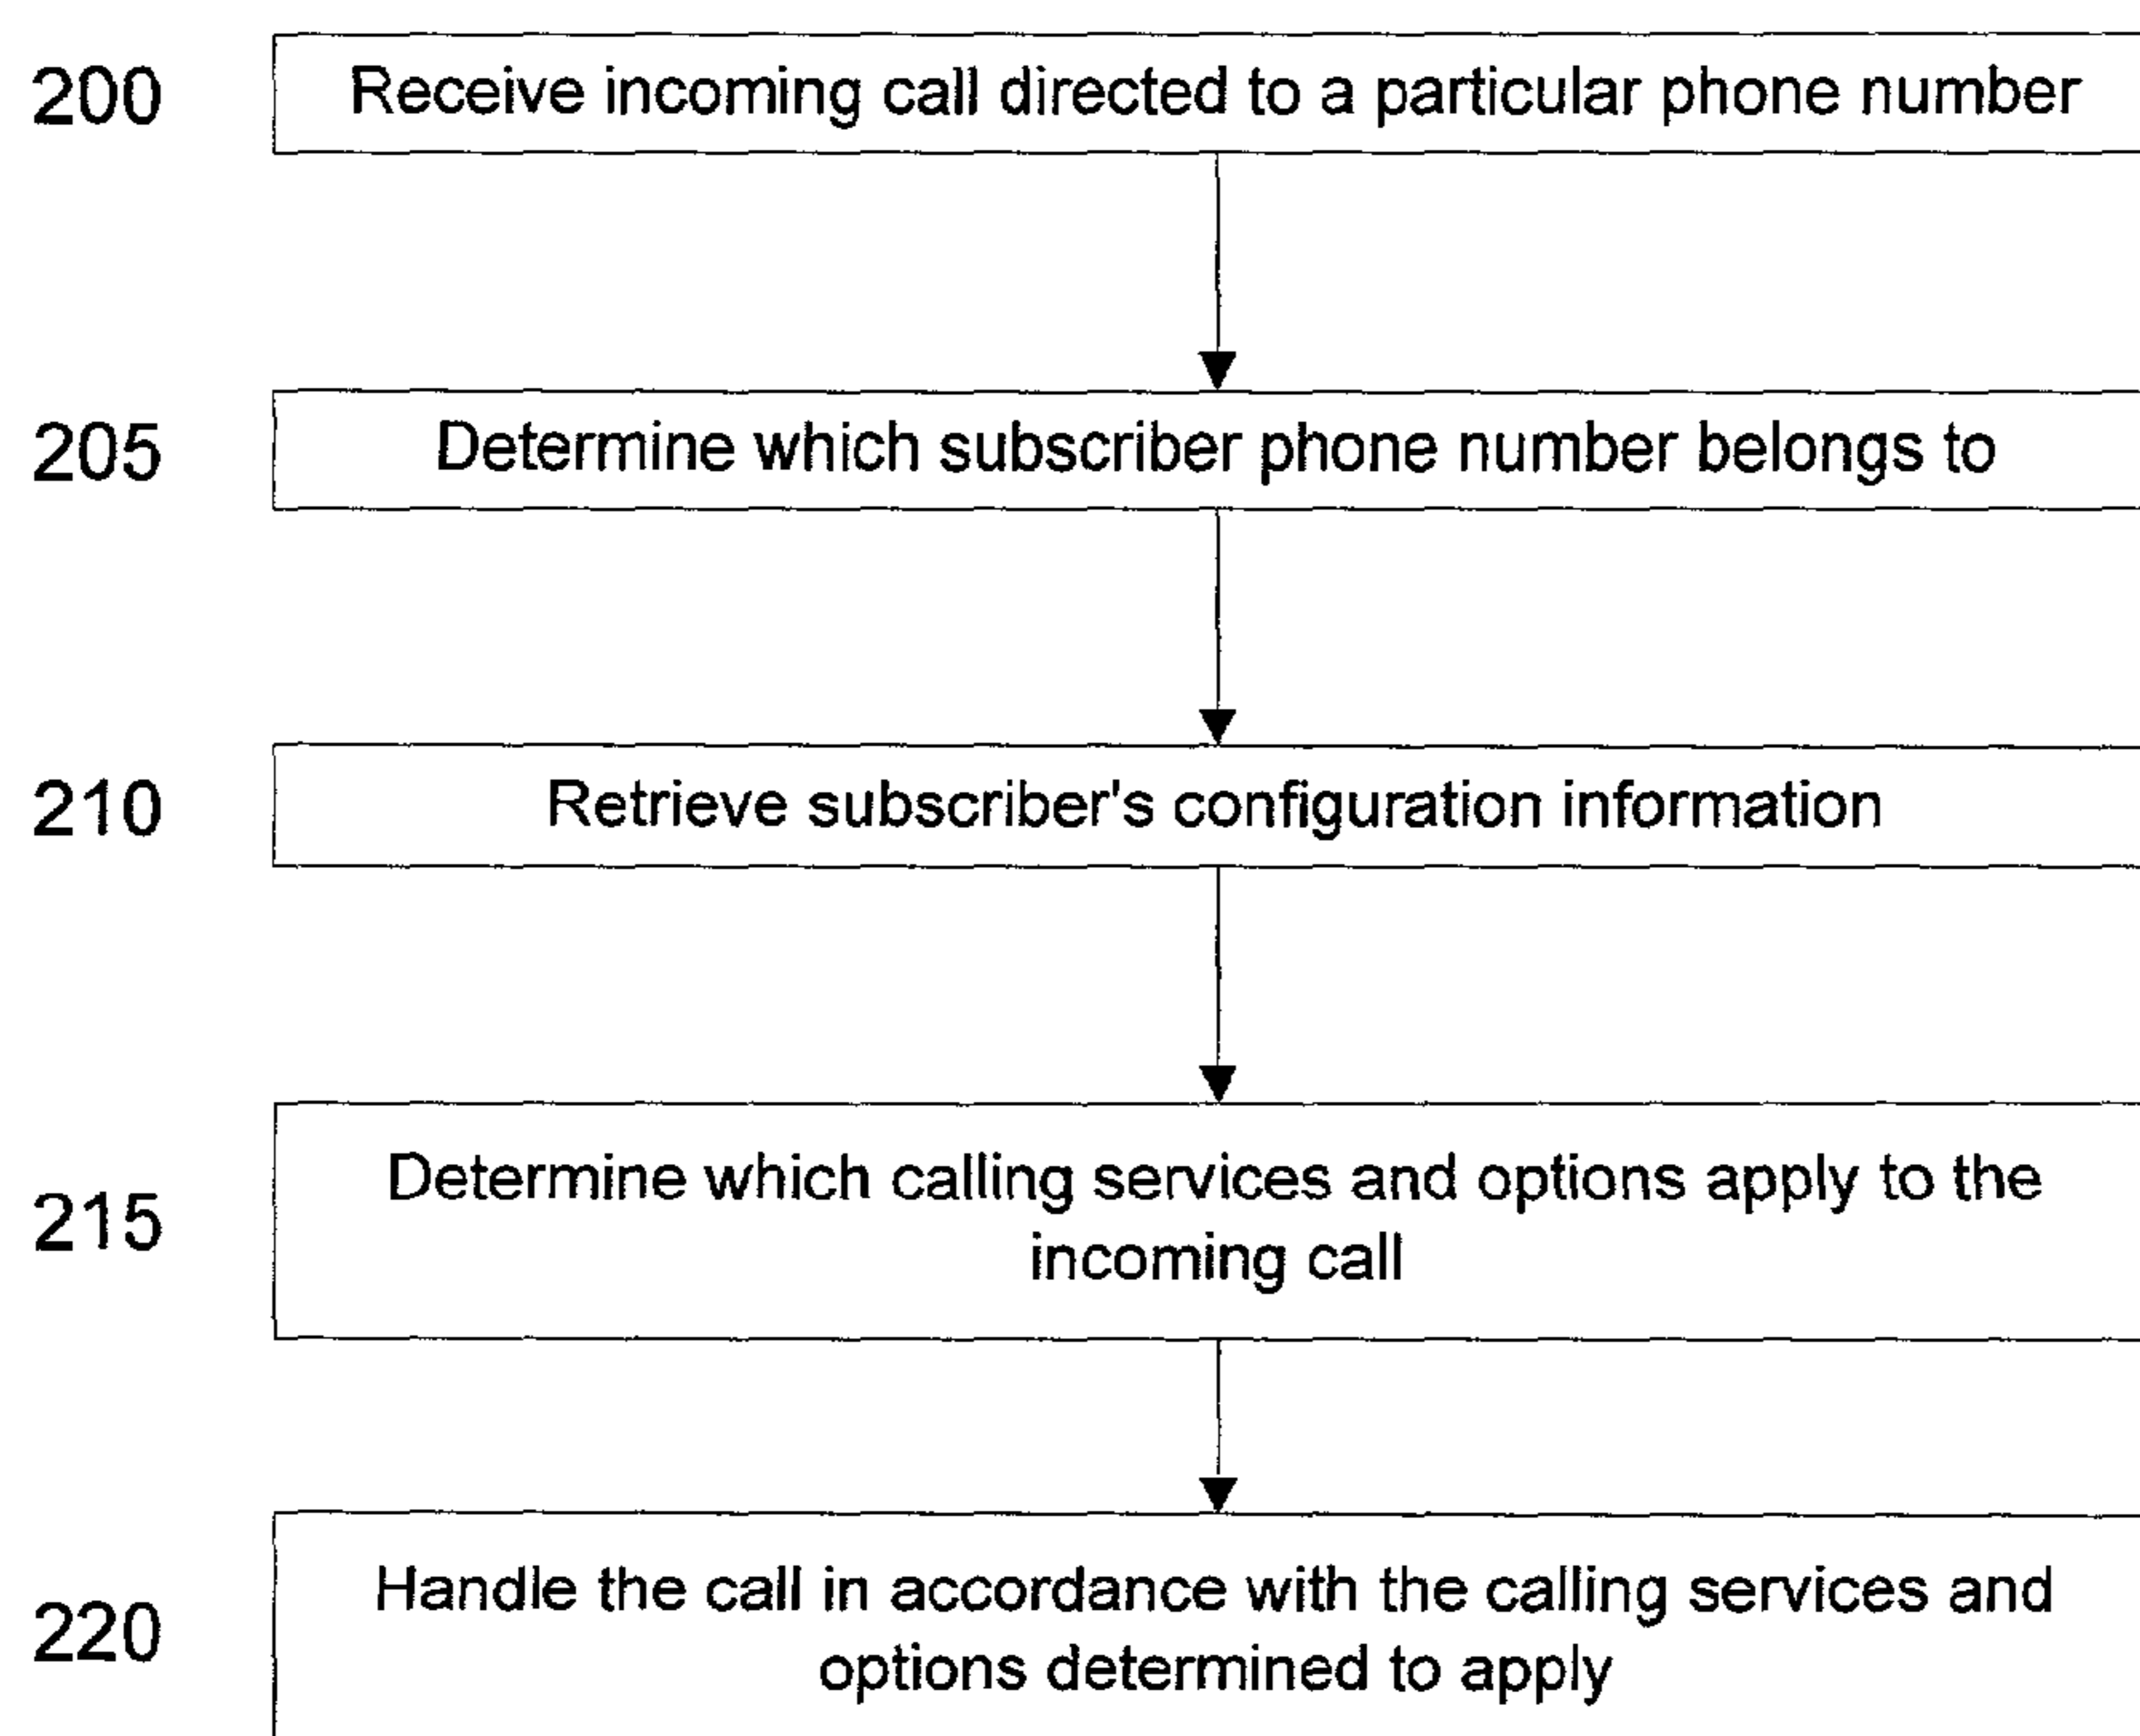 200
Receive incoming call directed to a particular phone number
205
Determine which subscriber phone number belongs to
210
Retrieve subscriber's configuration information
215
Determine which calling services and options apply to the
incoming call
220
Handle the call in accordance with the calling services and
options determined to apply